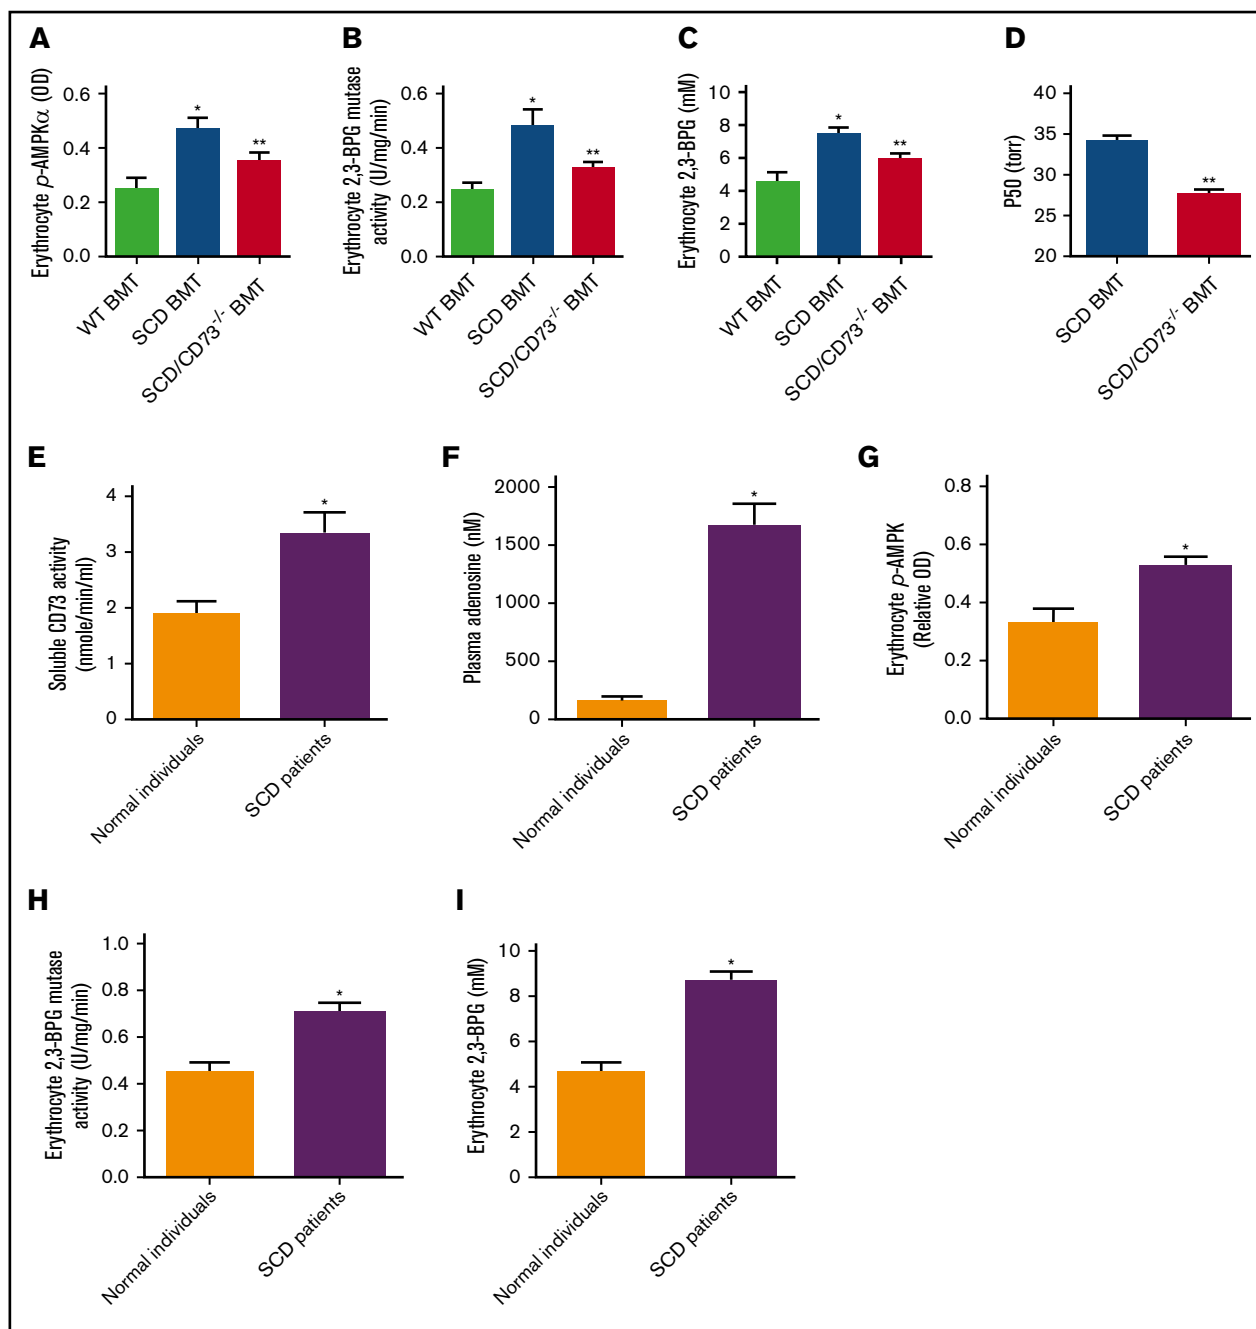 A
Erythrocyte p-AMPKα (OD)
0.6
0.4
0.2
0.0
*
**
WT BMT
SCD BMT
SCD/CD73-/- BMT
B
Erythrocyte 2,3-BPG mutase
activity (U/mg/min)
0.6
0.4
0.2
0.0
*
**
WT BMT
SCD BMT
SCD/CD73-/- BMT
C
Erythrocyte 2,3-BPG (mM)
10
8
6
4
2
0
*
**
WT BMT
SCD BMT
SCD/CD73-/- BMT
D
P50 (torr)
40
35
30
25
20
**
SCD BMT
SCD/CD73-/- BMT
E
Soluble CD73 activity
(nmole/min/ml)
4
3
2
1
0
*
Normal individuals
SCD patients
F
Plasma adenosine (nM)
2000
1500
1000
500
0
*
Normal individuals
SCD patients
G
Erythrocyte p-AMPK
(Relative OD)
0.8
0.6
0.4
0.2
0.0
*
Normal individuals
SCD patients
H
Erythrocyte 2,3-BPG mutase
activity (U/mg/min)
1.0
0.8
0.6
0.4
0.2
0.0
*
Normal individuals
SCD patients
I
Erythrocyte 2,3-BPG (mM)
10
8
6
4
2
0
*
Normal individuals
SCD patients